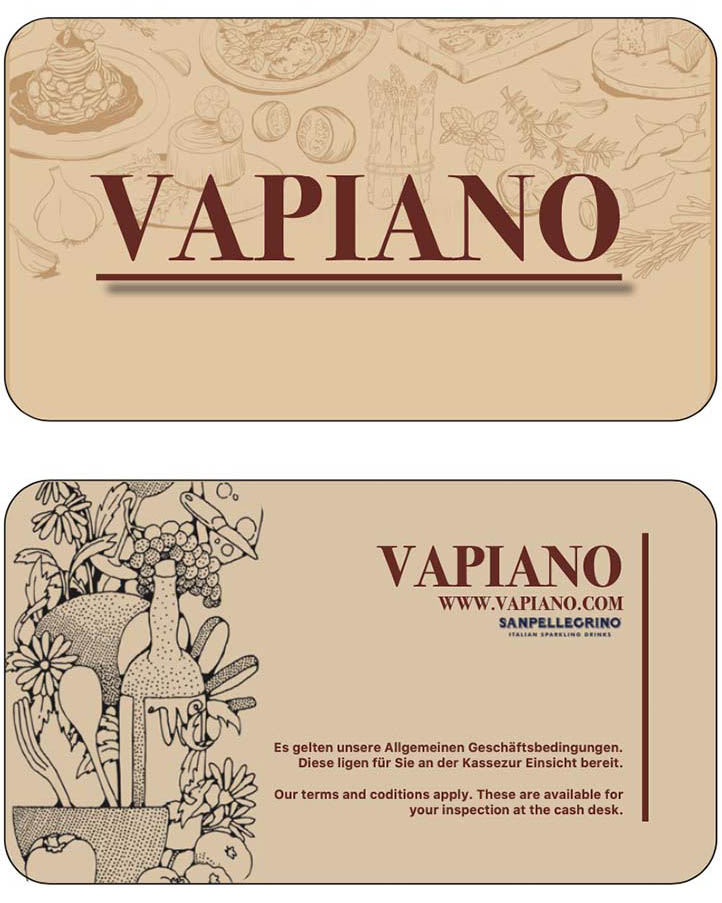 VAPIANO
VAPIANO
WWW.VAPIANO.COM
SANPELLEGRINO
ITALIAN SPARKLING DRINKS
Es gelten unsere Allgemeinen Geschäftsbedingungen.
Diese ligen für Sie an der Kassezur Einsicht bereit.
Our terms and coditions apply. These are available for
your inspection at the cash desk.